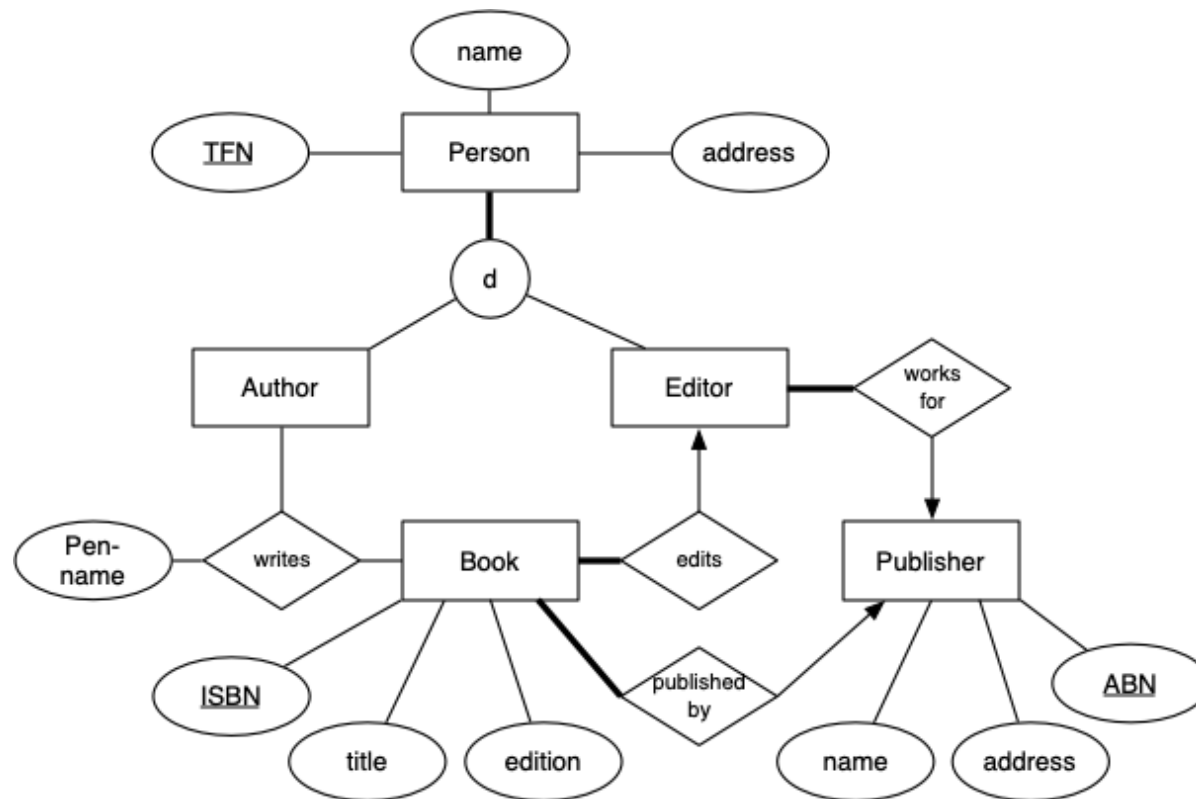 name
TFN
Person
address
d
Author
Editor
works
for
Pen-
name
writes
Book
edits
Publisher
ISBN
published
by
ABN
title
edition
name
address